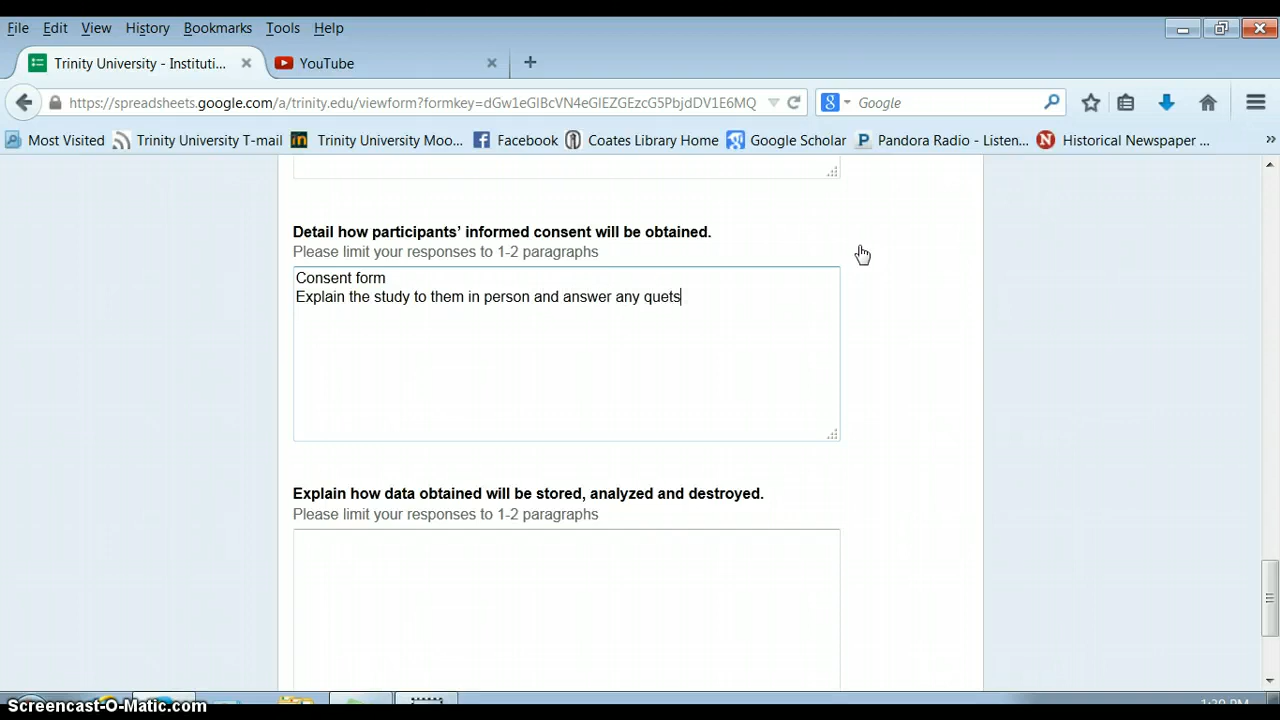 File Edit View History Bookmarks Tools Help
Trinity University - Instituti... YouTube
https://spreadsheets.google.com/a/trinity.edu/viewform?formkey=dGw1eGlBSVN4eGlEZGEzcG5PbjdDV1E6MQ Google
Most Visited Trinity University T-mail Trinity University Moo... Facebook Coates Library Home Google Scholar Pandora Radio - Listen... Historical Newspaper ...
Detail how participants’ informed consent will be obtained.
Please limit your responses to 1-2 paragraphs
Consent form
Explain the study to them in person and answer any quets
Explain how data obtained will be stored, analyzed and destroyed.
Please limit your responses to 1-2 paragraphs
Screencast-O-Matic.com